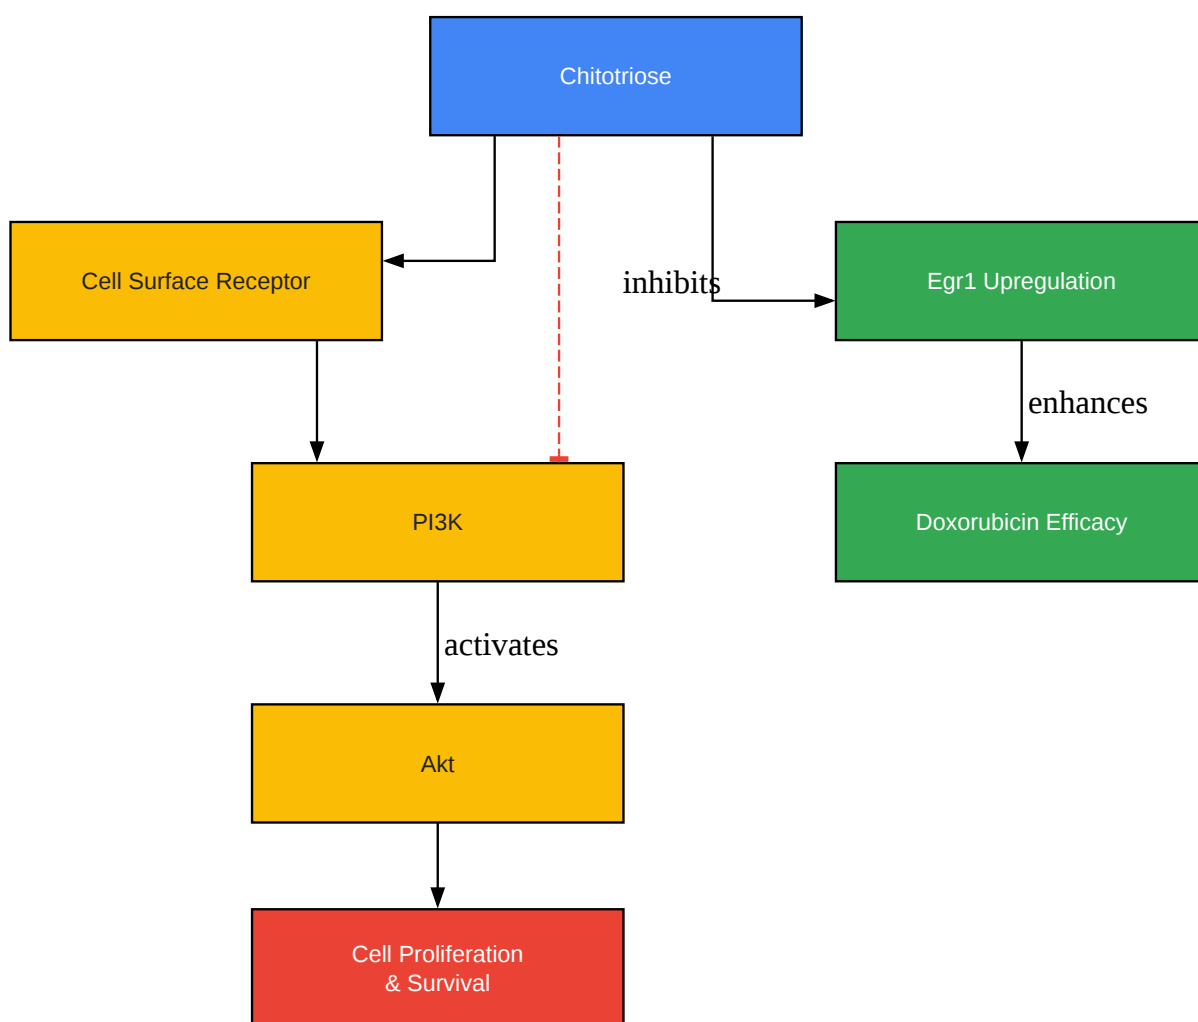 Chitotriose
Cell Surface Receptor
inhibits
Egr1 Upregulation
enhances
PI3K
Doxorubicin Efficacy
activates
Akt
Cell Proliferation
& Survival